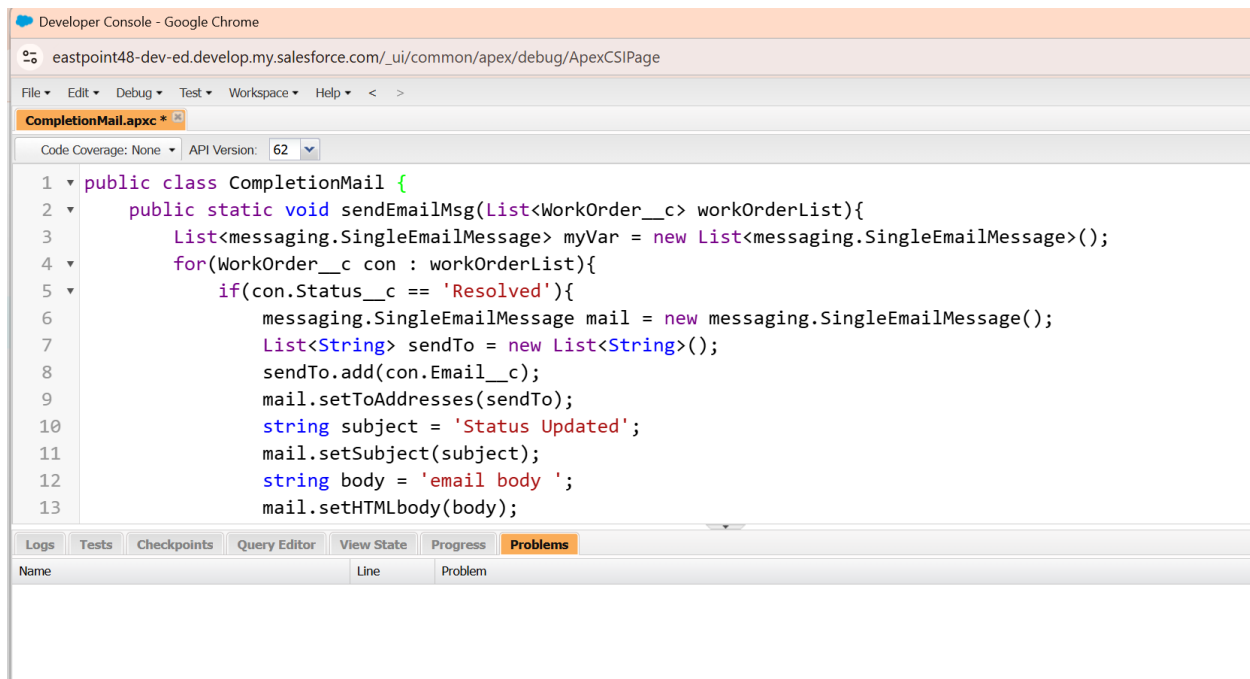 Developer Console - Google Chrome
eastpoint48-dev-ed.develop.my.salesforce.com/_ui/common/apex/debug/ApexCSIPage
File Edit Debug Test Workspace Help < >
CompletionMail.apxc *
Code Coverage: None API Version: 62
1 public class CompletionMail {
2 public static void sendEmailMsg(List<WorkOrder__c> workOrderList){
3 List<messaging.SingleEmailMessage> myVar = new List<messaging.SingleEmailMessage>();
4 for(WorkOrder__c con : workOrderList){
5 if(con.Status__c == 'Resolved'){
6 messaging.SingleEmailMessage mail = new messaging.SingleEmailMessage();
7 List<String> sendTo = new List<String>();
8 sendTo.add(con.Email__c);
9 mail.setToAddresses(sendTo);
10 string subject = 'Status Updated';
11 mail.setSubject(subject);
12 string body = 'email body ';
13 mail.setHTMLbody(body);
Logs Tests Checkpoints Query Editor View State Progress Problems
Name Line Problem